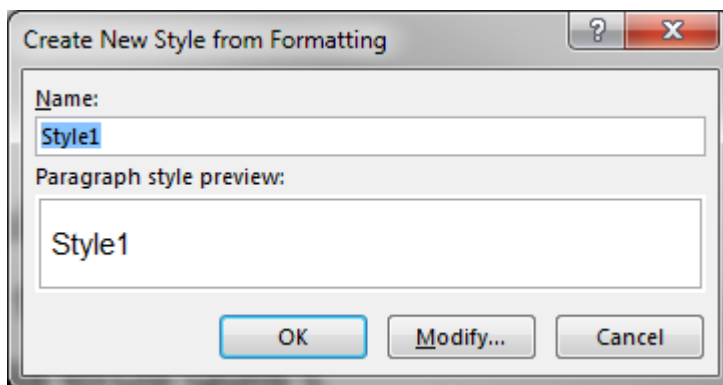 Create New Style from Formatting
?
Name:
Style1
Paragraph style preview:
Style1
OK Modify... Cancel